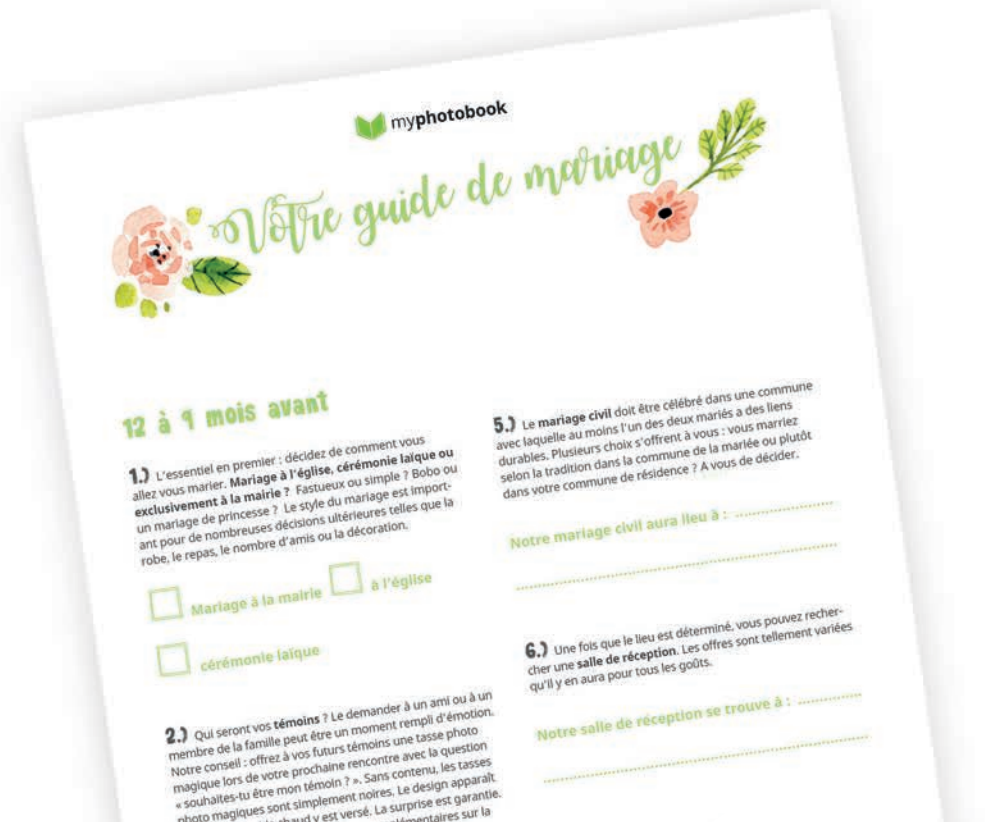 myphotobook
Votre guide de mariage
12 à 9 mois avant
1.) L'essentiel en premier : décidez de comment vous
allez vous marier. Mariage à l'église, cérémonie laïque ou
exclusivement à la mairie ? Fastueux ou simple ? Bobo ou
un mariage de princesse ? Le style du mariage est import-
ant pour de nombreuses décisions ultérieures telles que la
robe, le repas, le nombre d'amis ou la décoration.
Mariage à la mairie à l'église
cérémonie laïque
2.) Qui seront vos témoins ? Le demander à un ami ou à un
membre de la famille peut être un moment rempli d'émotion.
Notre conseil : offrez à vos futurs témoins une tasse photo
magique lors de votre prochaine rencontre avec la question
« souhaites-tu être mon témoin ? ». Sans contenu, les tasses
photo magiques sont simplement noires. Le design apparaît
chaud y est versé. La surprise est garantie.
sur la
5.) Le mariage civil doit être célébré dans une commune
avec laquelle au moins l'un des deux mariés a des liens
durables. Plusieurs choix s'offrent à vous : vous marriez
selon la tradition dans la commune de la mariée ou plutôt
dans votre commune de résidence ? A vous de décider.
Notre mariage civil aura lieu à : ......................
6.) Une fois que le lieu est déterminé, vous pouvez recher-
cher une salle de réception. Les offres sont tellement variées
qu'il y en aura pour tous les goûts.
Notre salle de réception se trouve à : ..............